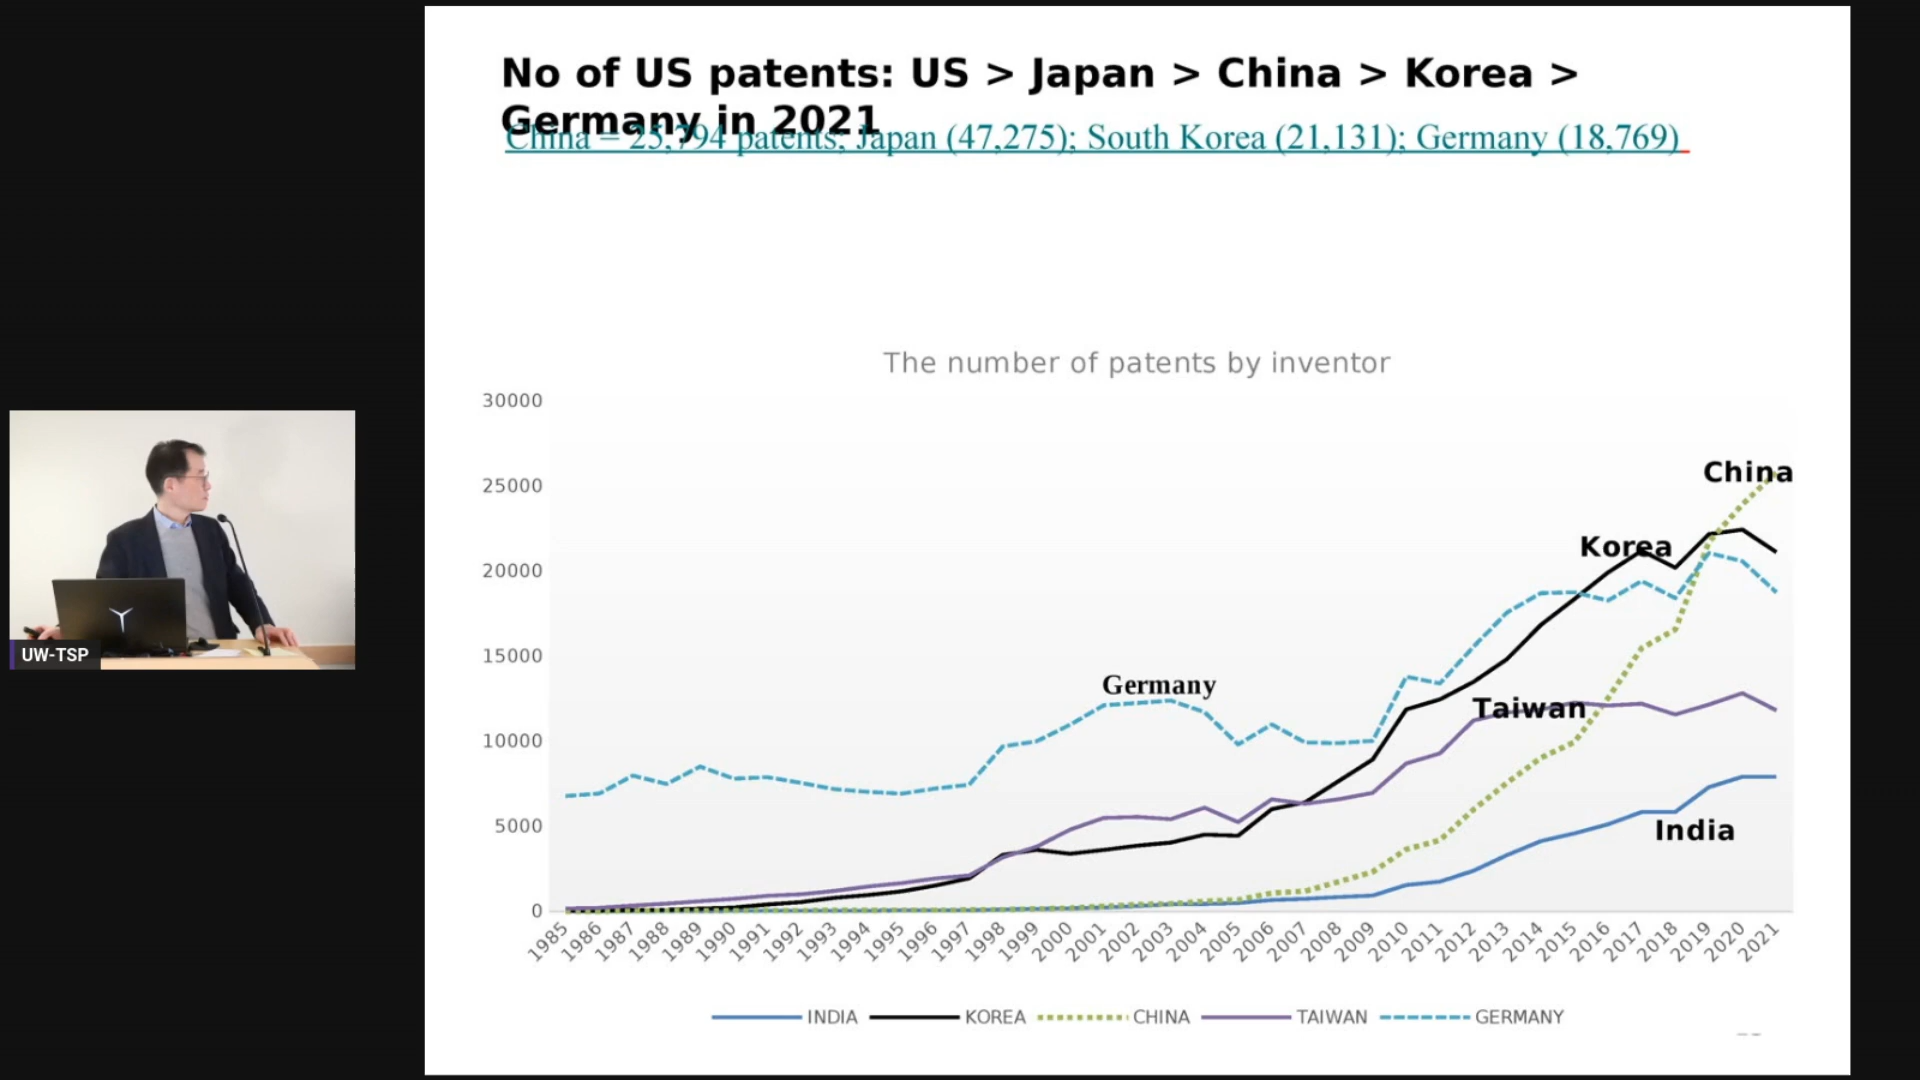 No of US patents: US > Japan > China > Korea >
Germany in 2021
China = 25,794 patents; Japan (47,275); South Korea (21,131); Germany (18,769)
The number of patents by inventor
30000
25000
20000
15000
10000
5000
0
China
Korea
Germany
Taiwan
India
1985 1986 1987 1988 1989 1990 1991 1992 1993 1994 1995 1996 1997 1998 1999 2000 2001 2002 2003 2004 2005 2006 2007 2008 2009 2010 2011 2012 2013 2014 2015 2016 2017 2018 2019 2020 2021
INDIA KOREA CHINA TAIWAN GERMANY
UW-TSP